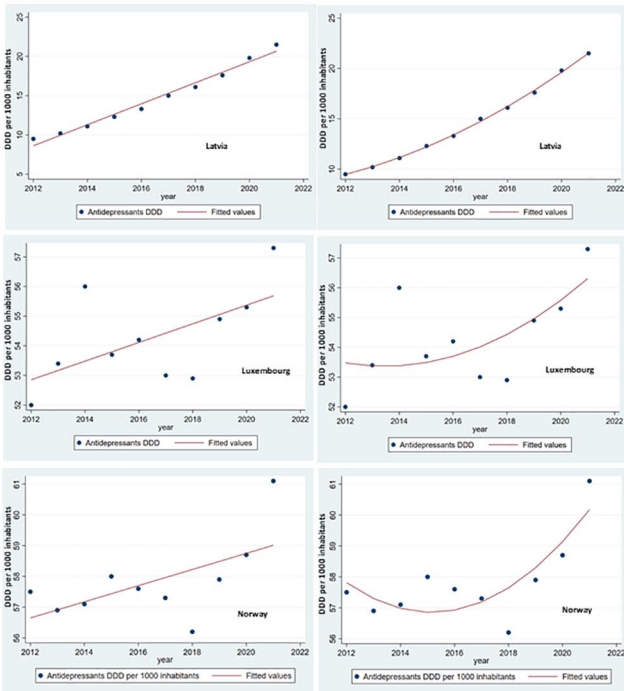 DDD per 1000 inhabitants
25
20
15
10
5
Latvia
2012 2014 2016 2018 2020 2022
year
Antidepressants DDD Fitted values
DDD per 1000 inhabitants
25
20
15
10
Latvia
2012 2014 2016 2018 2020 2022
year
Antidepressants DDD Fitted values
DDD per 1000 inhabitants
57
56
55
54
53
52
Luxembourg
2012 2014 2016 2018 2020 2022
year
Antidepressants DDD Fitted values
DDD per 1000 inhabitants
57
56
55
54
53
52
Luxembourg
2012 2014 2016 2018 2020 2022
year
Antidepressants DDD Fitted values
DDD per 1000 inhabitants
61
60
59
58
57
56
Norway
2012 2014 2016 2018 2020 2022
year
Antidepressants DDD per 1000 inhabitants Fitted values
DDD per 1000 inhabitants
61
60
59
58
57
56
Norway
2012 2014 2016 2018 2020 2022
year
Antidepressants DDD per 1000 inhabitants Fitted values